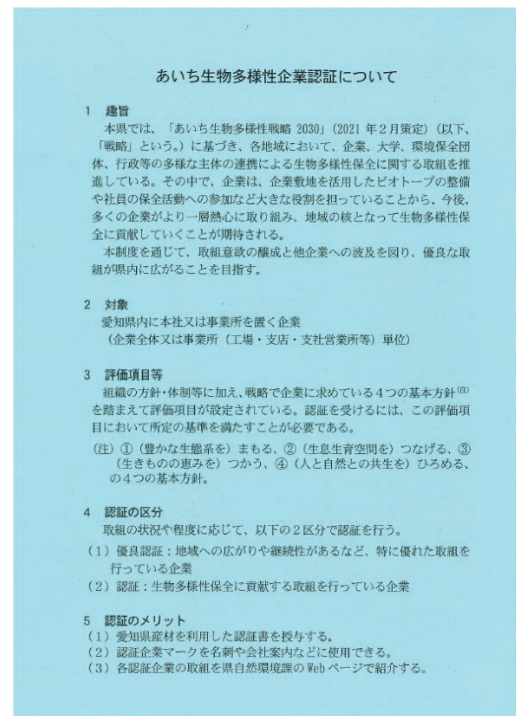 あいち生物多様性企業認証について
1 趣旨
本県では、「あいち生物多様性戦略 2030」(2021 年2月策定)(以下、
「戦略」という。)に基づき、各地域において、企業、大学、環境保全団
体、行政等の多様な主体の連携による生物多様性保全に関する取組を推
進している。その中で、企業は、企業敷地を活用したビオトープの整備
や社員の保全活動への参加など大きな役割を担っていることから、今後、
多くの企業がより一層熱心に取り組み、地域の核となって生物多様性保
全に貢献していくことが期待される。
本制度を通じて、取組意欲の醸成と他企業への波及を図り、優良な取
組が県内に広がることを目指す。
2 対象
愛知県内に本社又は事業所を置く企業
(企業全体又は事業所(工場・支店・支社営業所等)単位)
3 評価項目等
組織の方針・体制等に加え、戦略で企業に求めている4つの基本方針(注)
を踏まえて評価項目が設定されている。認証を受けるには、この評価項
目において所定の基準を満たすことが必要である。
(注)①(豊かな生態系を)まもる、②(生息生育空間を)つなげる、③
(生きものの恵みを)つかう、④(人と自然との共生を)ひろめる、
の4つの基本方針。
4 認証の区分
取組の状況や程度に応じて、以下の2区分で認証を行う。
(1)優良認証:地域への広がりや継続性があるなど、特に優れた取組を
行っている企業
(2)認証:生物多様性保全に貢献する取組を行っている企業
5 認証のメリット
(1)愛知県産材を利用した認証書を授与する。
(2)認証企業マークを名刺や会社案内などに使用できる。
(3)各認証企業の取組を県自然環境課の Web ページで紹介する。